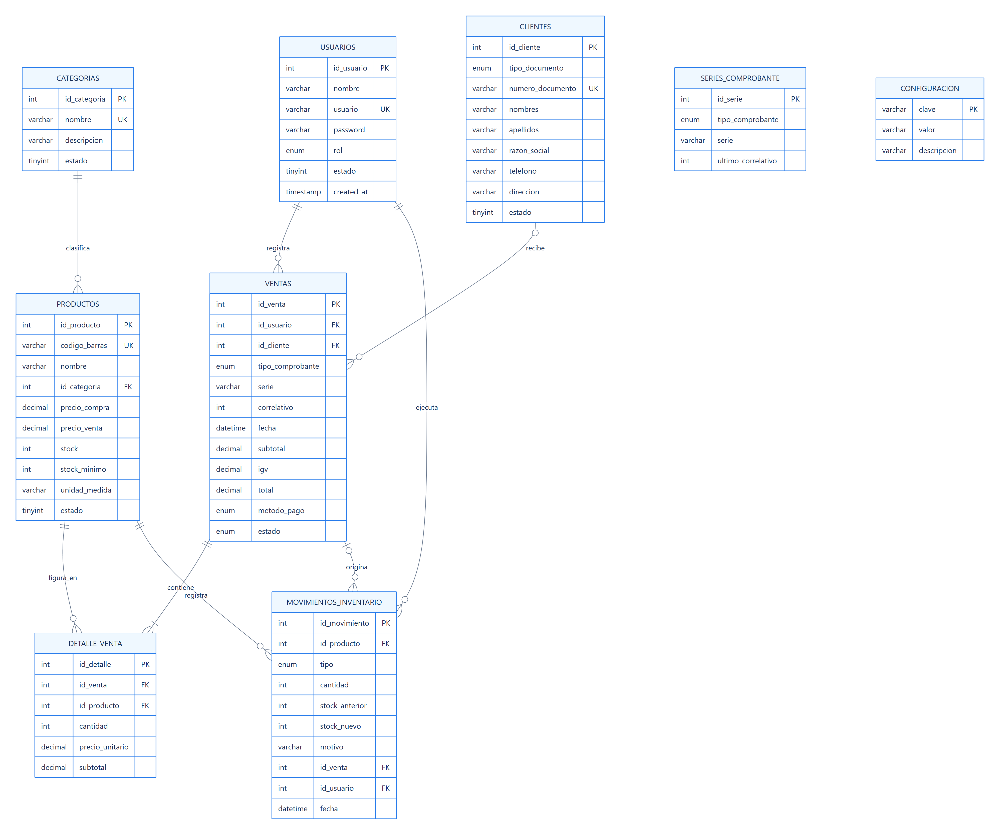 CATEGORIAS
int id_categoria PK
varchar nombre UK
varchar descripcion
tinyint estado
USUARIOS
int id_usuario PK
varchar nombre
varchar usuario UK
varchar password
enum rol
tinyint estado
timestamp created_at
CLIENTES
int id_cliente PK
enum tipo_documento
varchar numero_documento UK
varchar nombres
varchar apellidos
varchar razon_social
varchar telefono
varchar direccion
tinyint estado
SERIES_COMPROBANTE
int id_serie PK
enum tipo_comprobante
varchar serie
int ultimo_correlativo
CONFIGURACION
varchar clave PK
varchar valor
varchar descripcion
clasifica
registra
recibe
PRODUCTOS
int id_producto PK
varchar codigo_barras UK
varchar nombre
int id_categoria FK
decimal precio_compra
decimal precio_venta
int stock
int stock_minimo
varchar unidad_medida
tinyint estado
VENTAS
int id_venta PK
int id_usuario FK
int id_cliente FK
enum tipo_comprobante
varchar serie
int correlativo
datetime fecha
decimal subtotal
decimal igv
decimal total
enum metodo_pago
enum estado
ejecuta
figura_en
contiene
registra
origina
DETALLE_VENTA
int id_detalle PK
int id_venta FK
int id_producto FK
int cantidad
decimal precio_unitario
decimal subtotal
MOVIMIENTOS_INVENTARIO
int id_movimiento PK
int id_producto FK
enum tipo
int cantidad
int stock_anterior
int stock_nuevo
varchar motivo
int id_venta FK
int id_usuario FK
datetime fecha